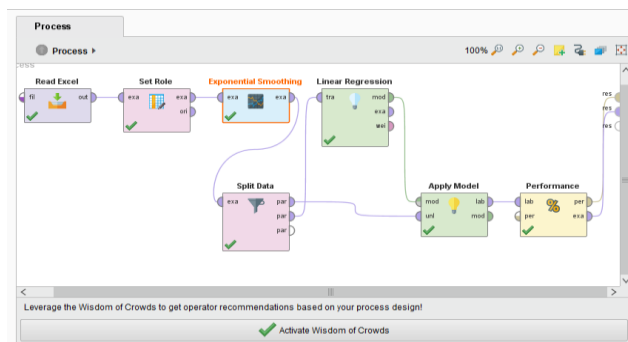 Process
Process
100%
Read Excel
Set Role
Exponential Smoothing
Linear Regression
fil
out
exa
exa
ori
exa
exa
tra
mod
exa
wei
res
res
res
Split Data
Apply Model
Performance
exa
par
par
par
mod
lab
unl
mod
lab
per
per
exa
Leverage the Wisdom of Crowds to get operator recommendations based on your process design!
Activate Wisdom of Crowds